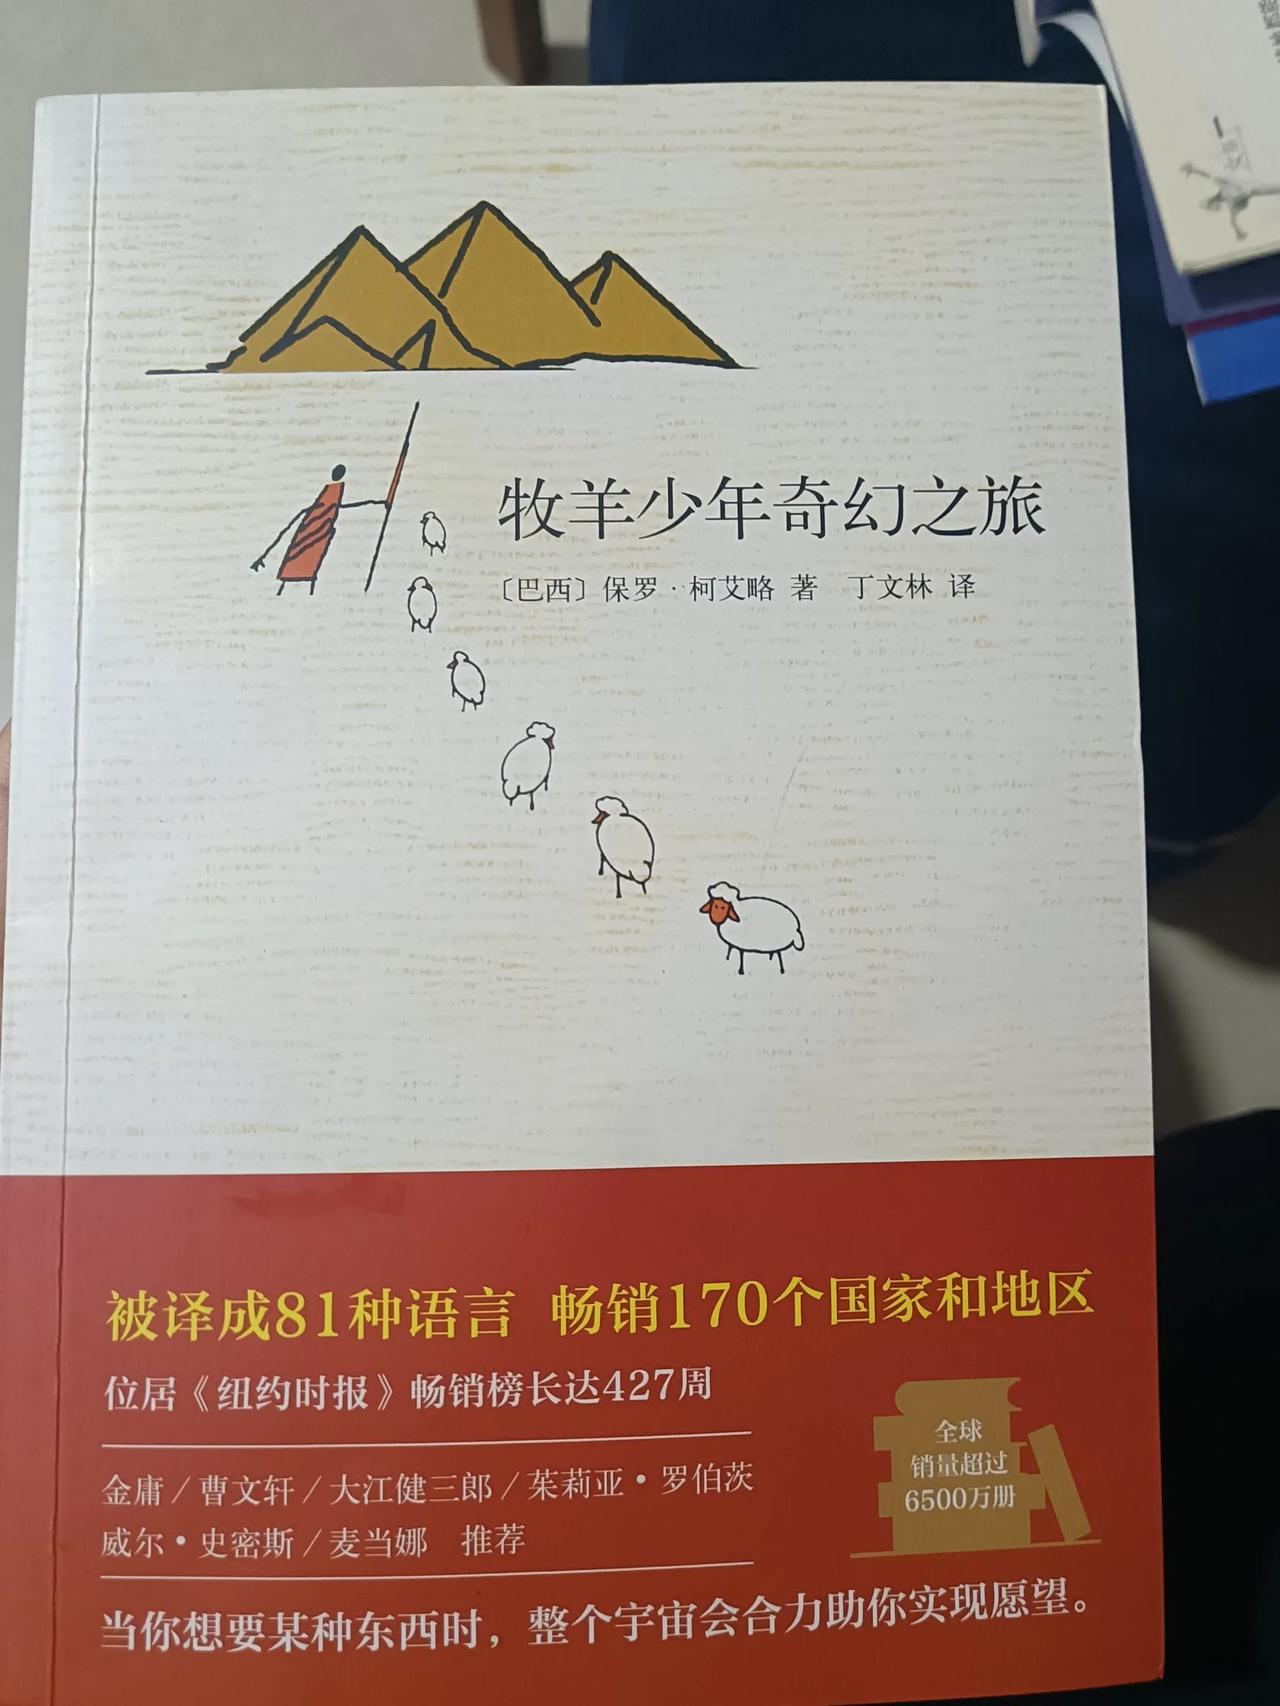 牧羊少年奇幻之旅
〔巴西〕保罗·柯艾略 著 丁文林 译
被译成81种语言 畅销170个国家和地区
位居《纽约时报》畅销榜长达427周
金庸/曹文轩/大江健三郎/茱莉亚·罗伯茨
威尔·史密斯/麦当娜 推荐
全球
销量超过
6500万册
当你想要某种东西时，整个宇宙会合力助你实现愿望。